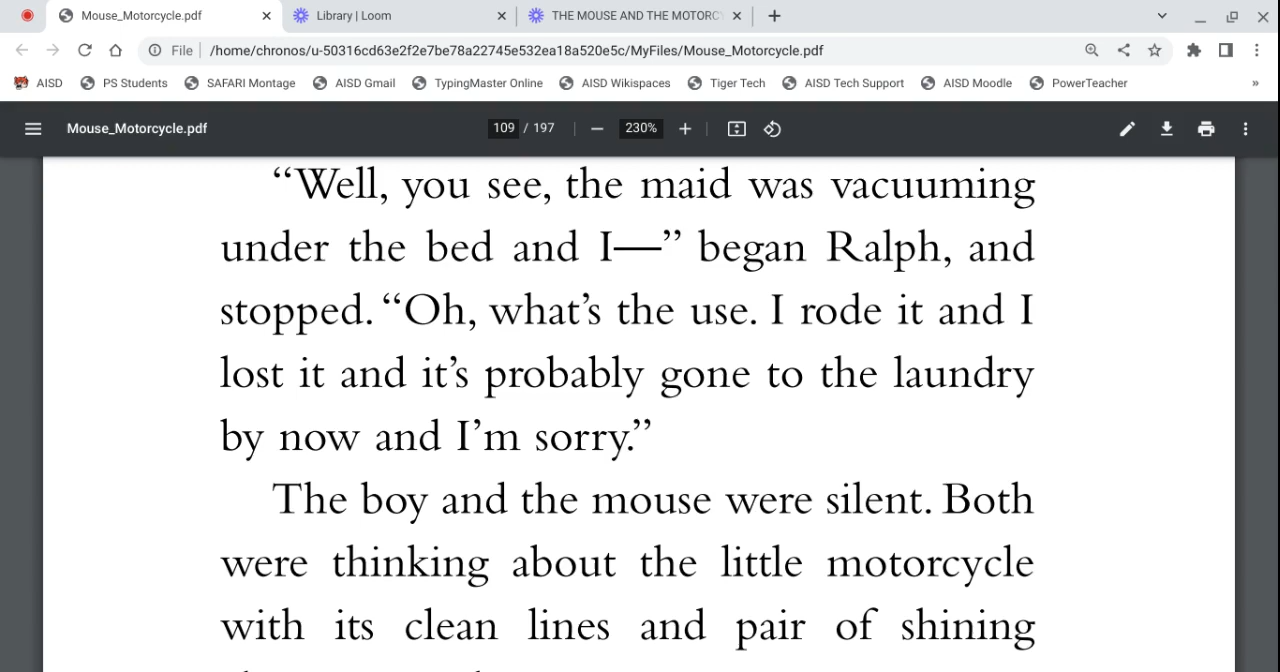 Mouse_Motorcycle.pdf
Library | Loom
THE MOUSE AND THE MOTORC
File
/home/chronos/u-50316cd63e2f2e7be78a22745e532ea18a520e5c/MyFiles/Mouse_Motorcycle.pdf
AISD
PS Students
SAFARI Montage
AISD Gmail
TypingMaster Online
AISD Wikispaces
Tiger Tech
AISD Tech Support
AISD Moodle
PowerTeacher
»
Mouse_Motorcycle.pdf
109 / 197
230%
“Well, you see, the maid was vacuuming
under the bed and I—” began Ralph, and
stopped. “Oh, what’s the use. I rode it and I
lost it and it’s probably gone to the laundry
by now and I’m sorry.”
The boy and the mouse were silent. Both
were thinking about the little motorcycle
with its clean lines and pair of shining